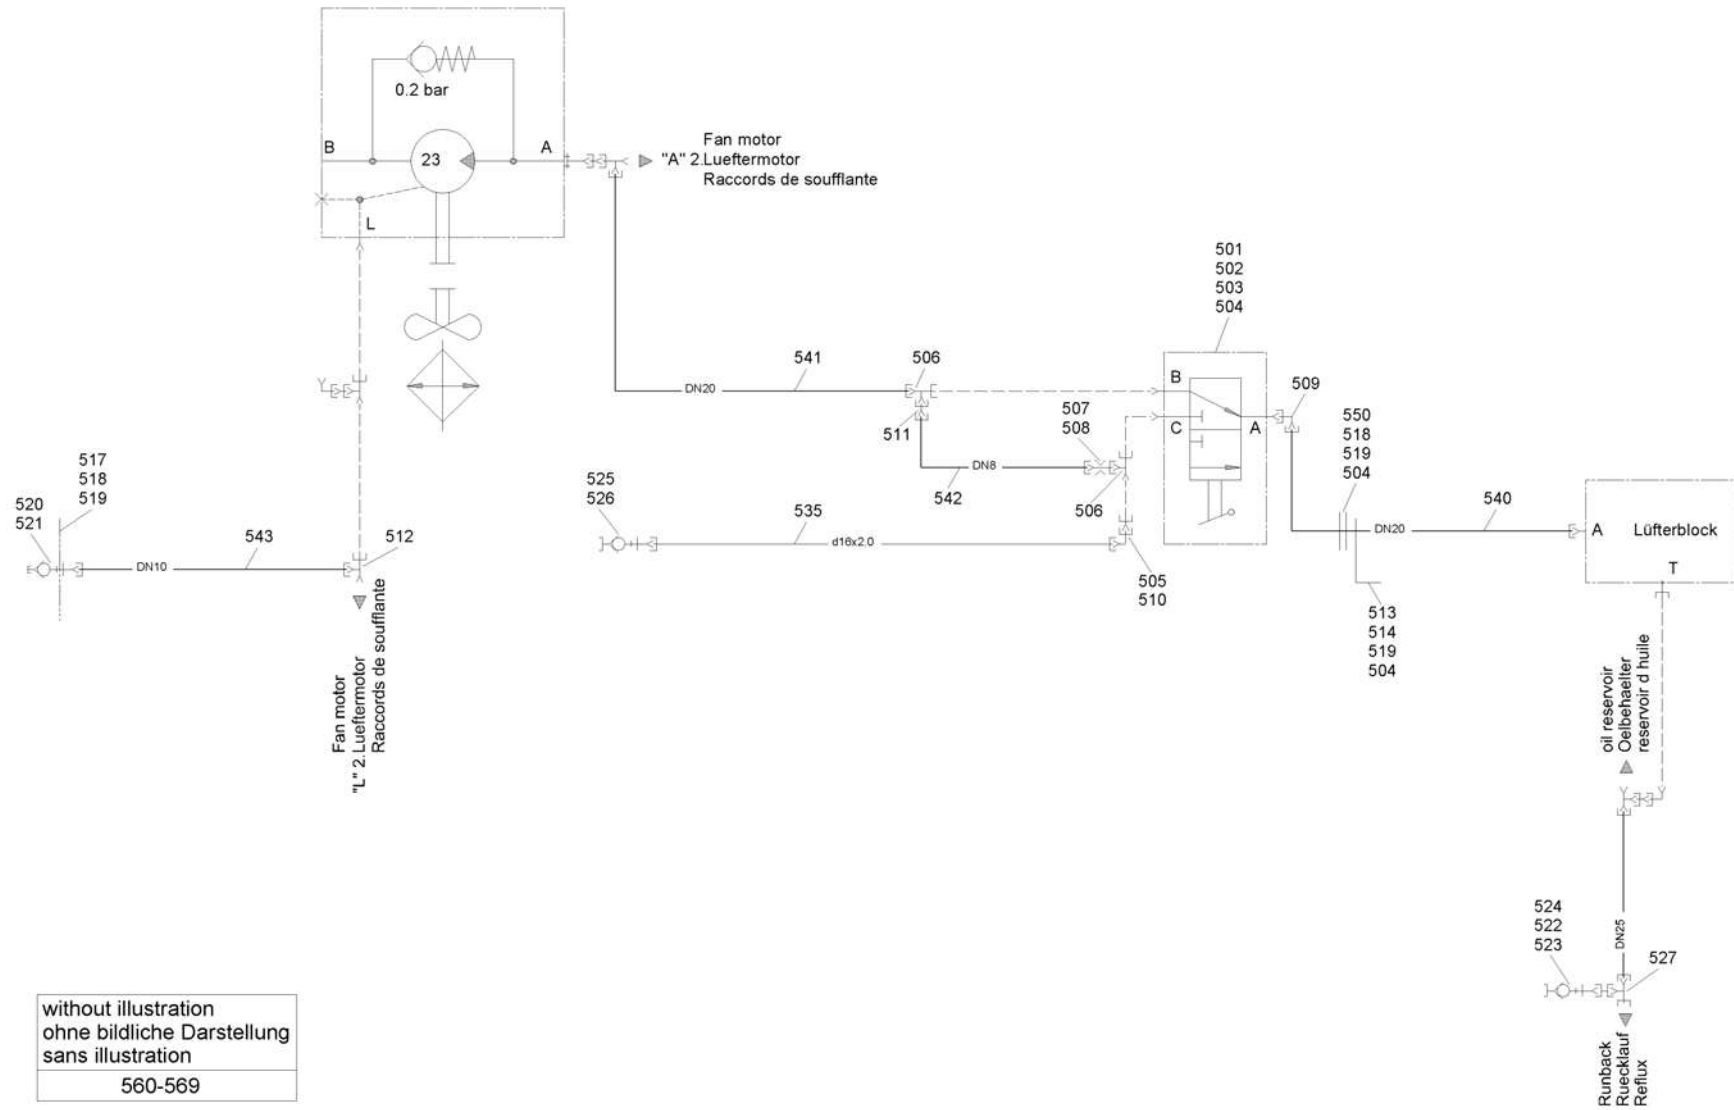 0.2 bar
B
23
A
L
Fan motor
"A" 2.Lueftermotor
Raccords de soufflante
501
502
503
504
541
506
DN20
B
C
A
509
507
508
511
DN8
542
506
550
518
519
504
540
DN20
A
Lüfterblock
T
517
518
519
520
521
543
DN10
512
525
526
535
d16x2,0
505
510
513
514
519
504
Fan motor
"L" 2.Lueftermotor
Raccords de soufflante
oil reservoir
Oelbehaelter
reservoir d huile
524
522
523
DN25
527
Runback
Ruecklauf
Reflux
without illustration
ohne bildliche Darstellung
sans illustration
560-569